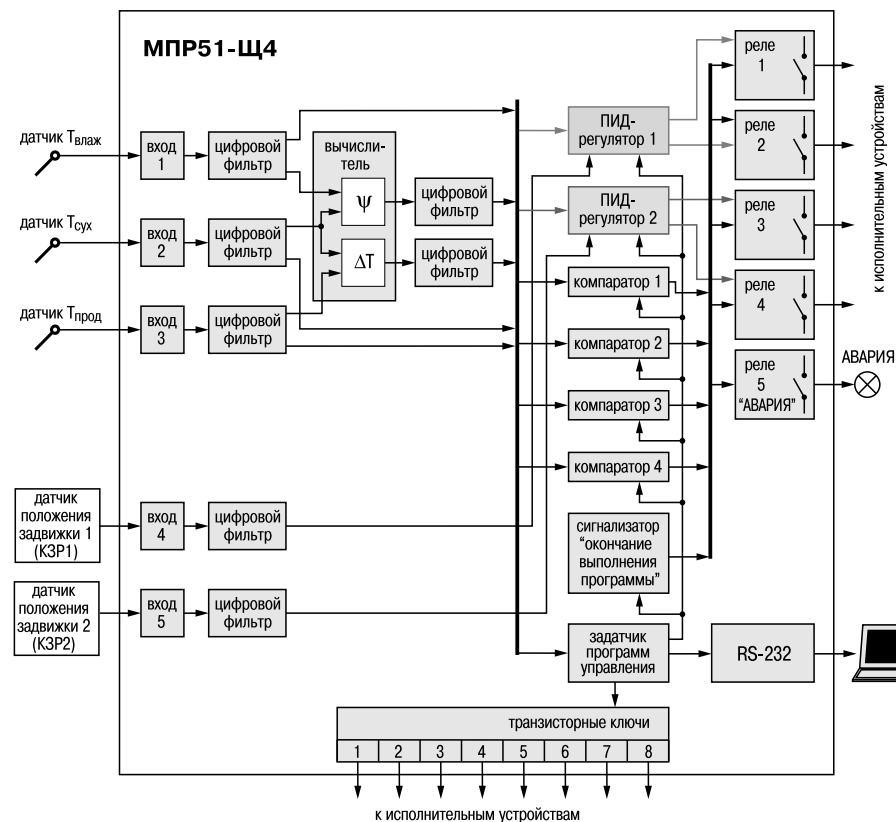 МПР51-Щ4
датчик Tвлаж
вход
1
цифровой
фильтр
вычисли-
тель
Ψ
ΔT
цифровой
фильтр
цифровой
фильтр
датчик Tсух
вход
2
цифровой
фильтр
датчик Tпрод
вход
3
цифровой
фильтр
датчик
положения
задвижки 1
(КЗР1)
вход
4
цифровой
фильтр
датчик
положения
задвижки 2
(КЗР2)
вход
5
цифровой
фильтр
ПИД-
регулятор 1
ПИД-
регулятор 2
компаратор 1
компаратор 2
компаратор 3
компаратор 4
сигнализатор
“окончание
выполнения
программы”
задатчик
программ
управления
RS-232
реле
1
реле
2
реле
3
реле
4
реле
5
“АВАРИЯ”
к исполнительным устройствам
АВАРИЯ
транзисторные ключи
1 2 3 4 5 6 7 8
к исполнительным устройствам